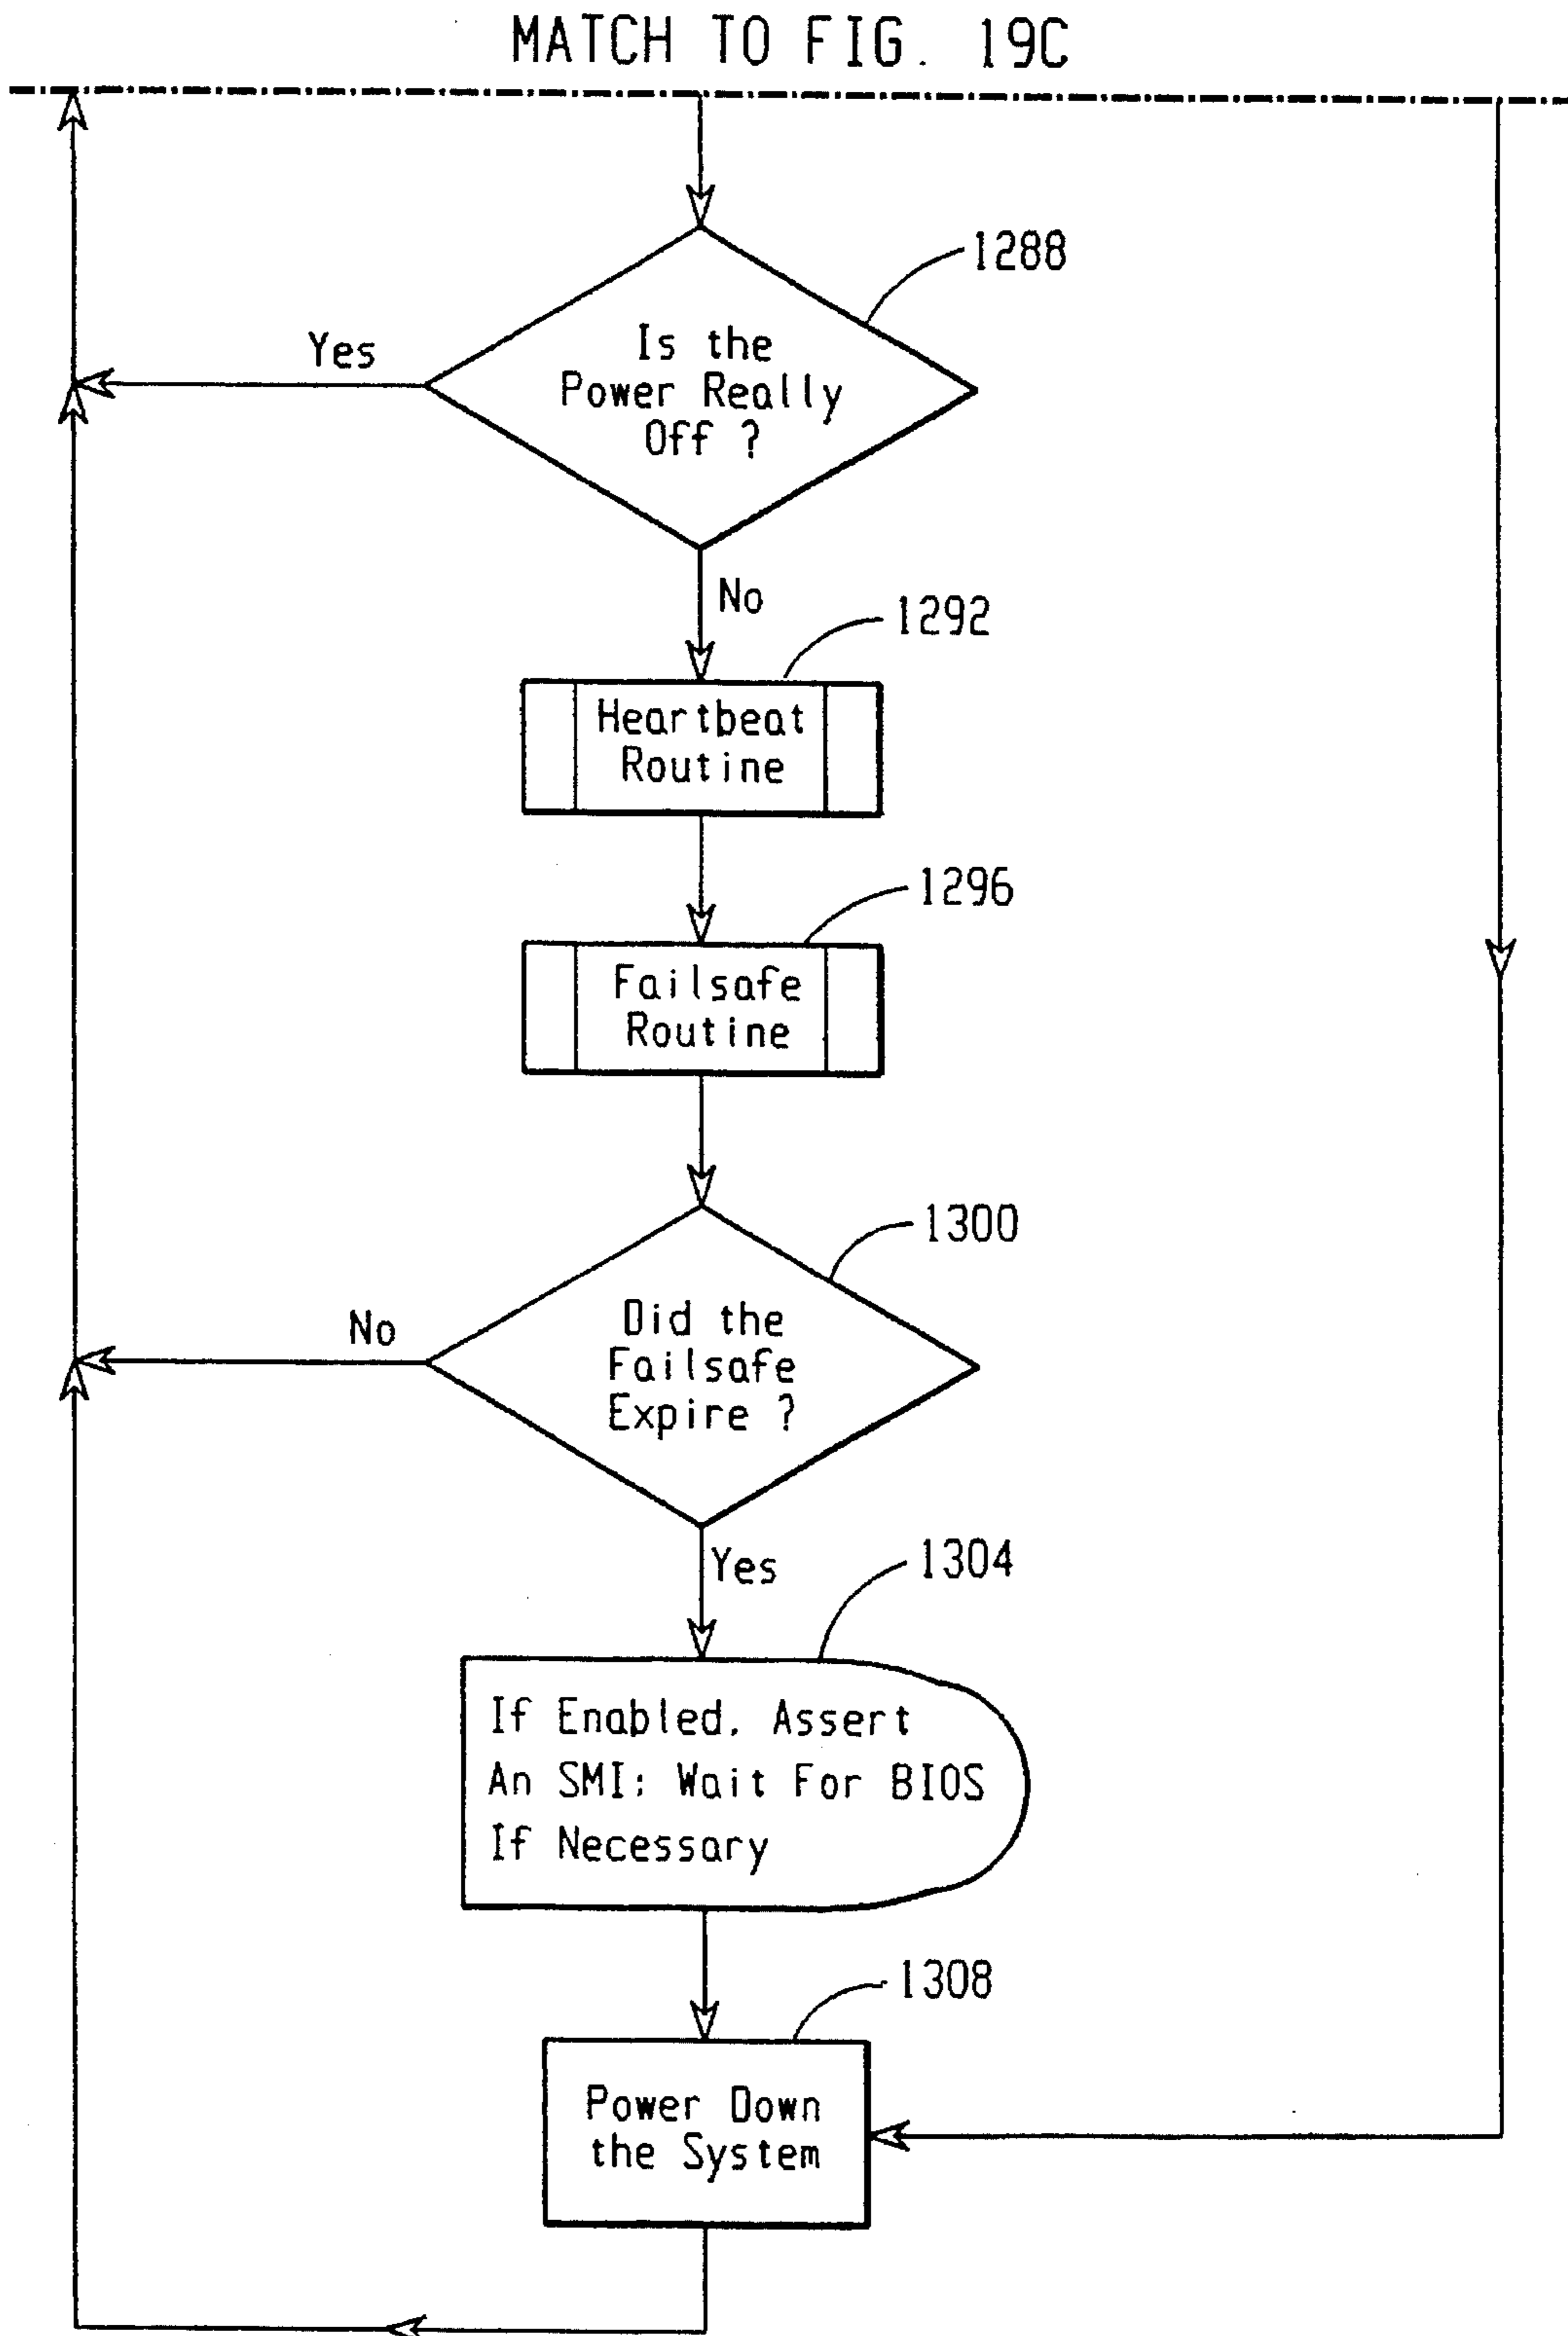 MATCH TO FIG. 19C
1288
Yes
Is the
Power Really
Off ?
No
1292
Heartbeat
Routine
1296
Failsafe
Routine
1300
No
Did the
Failsafe
Expire ?
Yes
1304
If Enabled, Assert
An SMI; Wait For BIOS
If Necessary
1308
Power Down
the System